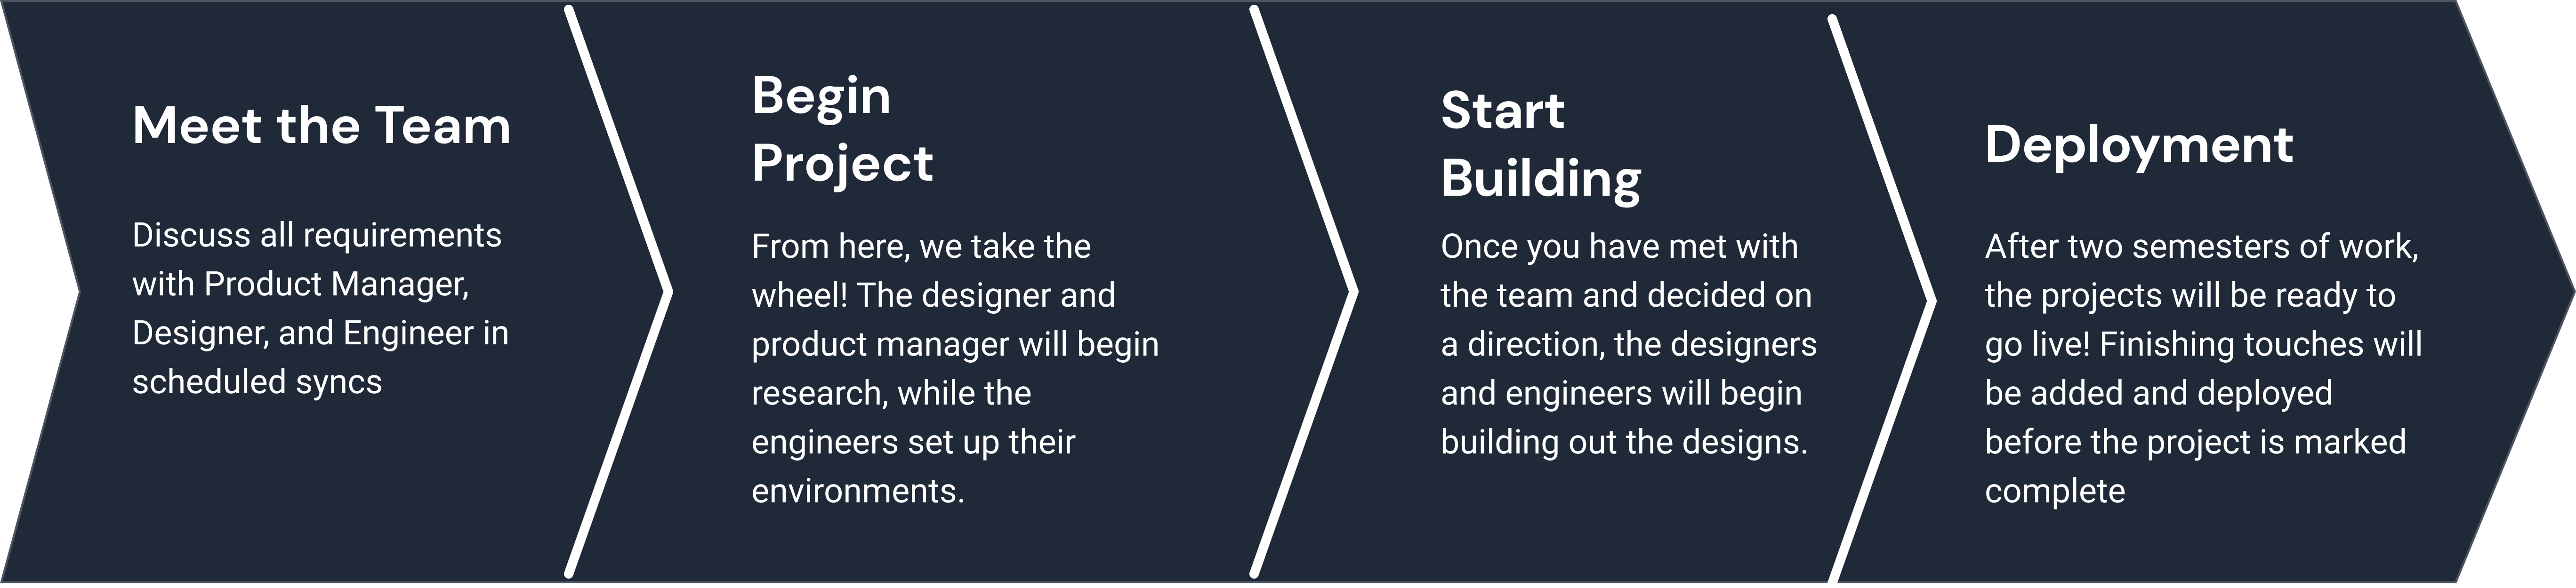 Meet the Team
Discuss all requirements
with Product Manager,
Designer, and Engineer in
scheduled syncs
Begin
Project
From here, we take the
wheel! The designer and
product manager will begin
research, while the
engineers set up their
environments.
Start
Building
Once you have met with
the team and decided on
a direction, the designers
and engineers will begin
building out the designs.
Deployment
After two semesters of work,
the projects will be ready to
go live! Finishing touches will
be added and deployed
before the project is marked
complete